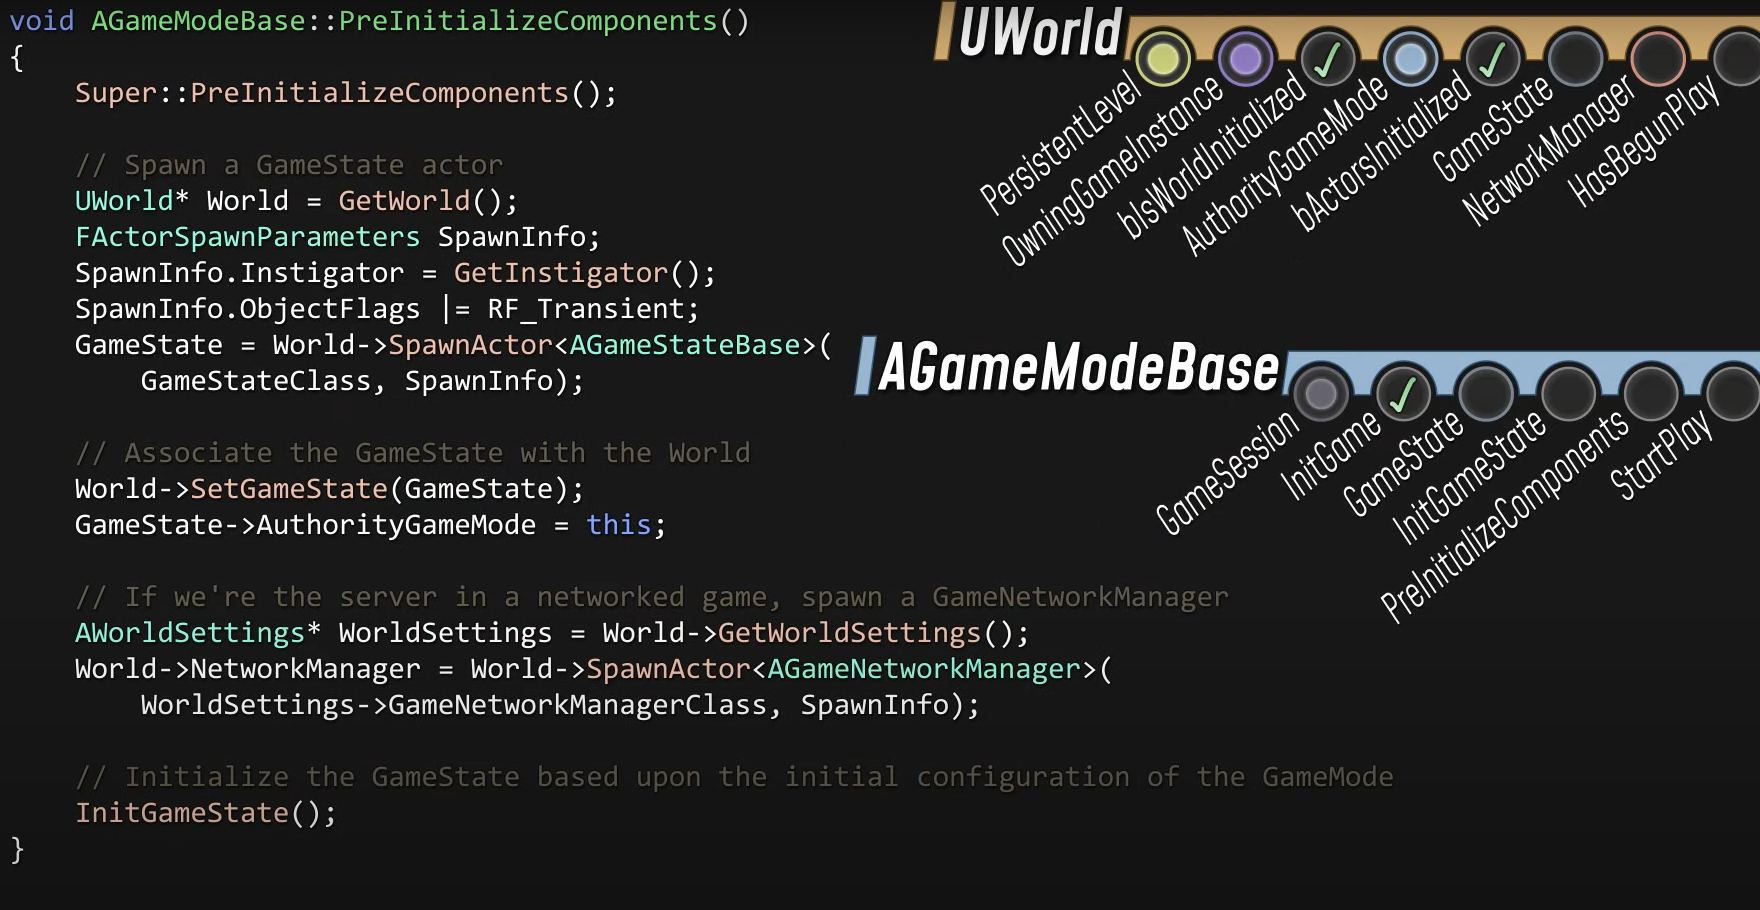 void AGameModeBase::PreInitializeComponents()
{
    Super::PreInitializeComponents();
    // Spawn a GameState actor
    UWorld* World = GetWorld();
    FActorSpawnParameters SpawnInfo;
    SpawnInfo.Instigator = GetInstigator();
    SpawnInfo.ObjectFlags |= RF_Transient;
    GameState = World->SpawnActor<AGameStateBase>(
        GameStateClass, SpawnInfo);
    // Associate the GameState with the World
    World->SetGameState(GameState);
    GameState->AuthorityGameMode = this;
    // If we're the server in a networked game, spawn a GameNetworkManager
    AWorldSettings* WorldSettings = World->GetWorldSettings();
    World->NetworkManager = World->SpawnActor<AGameNetworkManager>(
        WorldSettings->GameNetworkManagerClass, SpawnInfo);
    // Initialize the GameState based upon the initial configuration of the GameMode
    InitGameState();
}
UWorld
PersistentLevel
OwningGameInstance
bIsWorldInitialized
AuthorityGameMode
bActorsInitialized
GameState
NetworkManager
HasBegunPlay
AGameModeBase
GameSession
InitGame
GameState
InitGameState
PreInitializeComponents
StartPlay